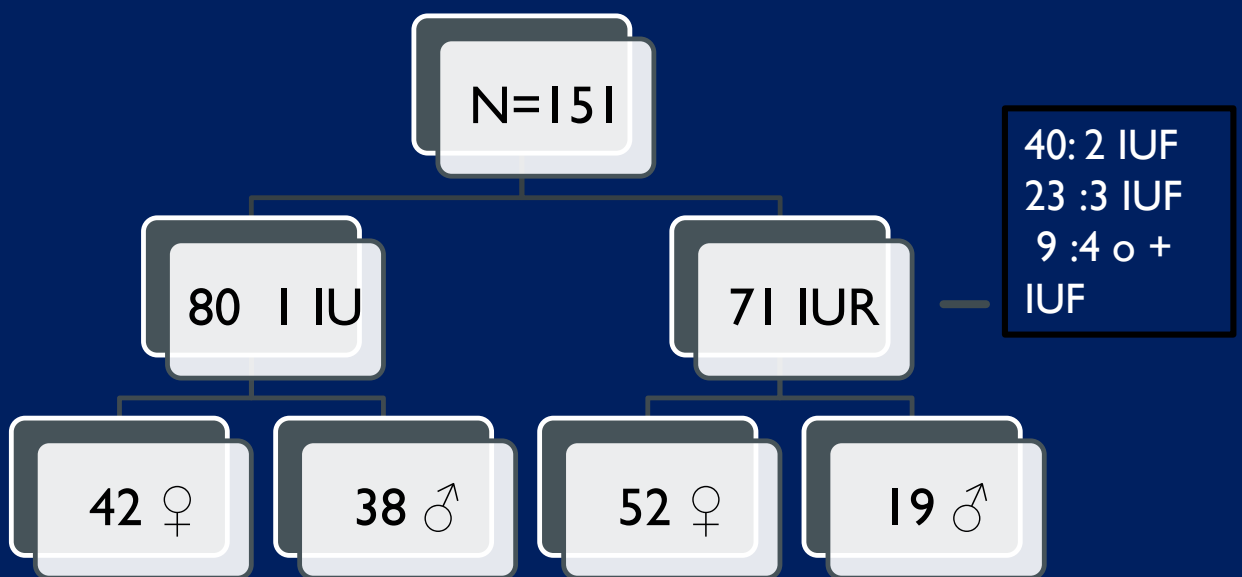 N=151
40: 2 IUF
23 :3 IUF
9 :4 o +
IUF
80 1 IU
71 IUR
42 ♀
38 ♂
52 ♀
19 ♂